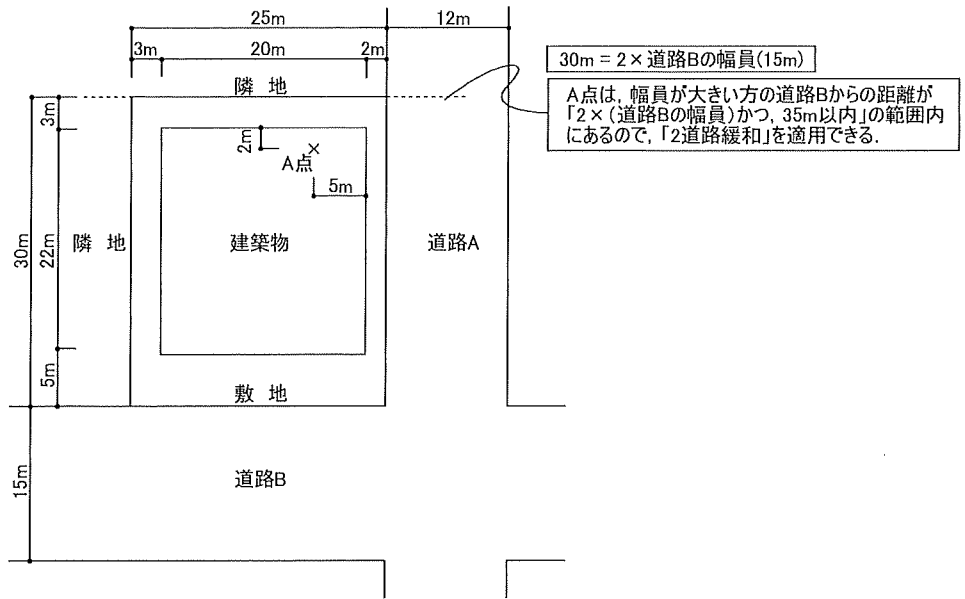 25m 12m
3m 20m 2m
30m = 2×道路Bの幅員(15m)
A点は，幅員が大きい方の道路Bからの距離が
「2×（道路Bの幅員）かつ，35m以内」の範囲内
にあるので，「2道路緩和」を適用できる．
隣 地
3m
2m
A点
5m
30m
22m
隣 地
建築物
道路A
5m
敷 地
15m
道路B